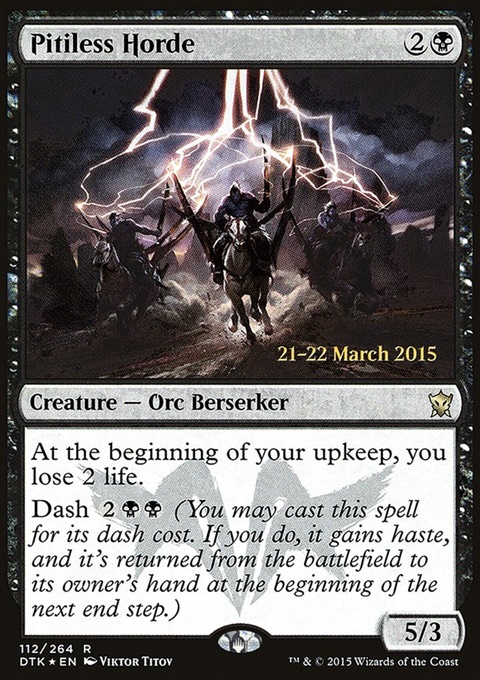 Pitiless Horde 2
21–22 March 2015
Creature — Orc Berserker
At the beginning of your upkeep, you
lose 2 life.
Dash 2 (You may cast this spell
for its dash cost. If you do, it gains haste,
and it's returned from the battlefield to
its owner's hand at the beginning of the
next end step.)
5/3
112/264 R
DTK ★ EN Viktor Titov
™ & © 2015 Wizards of the Coast